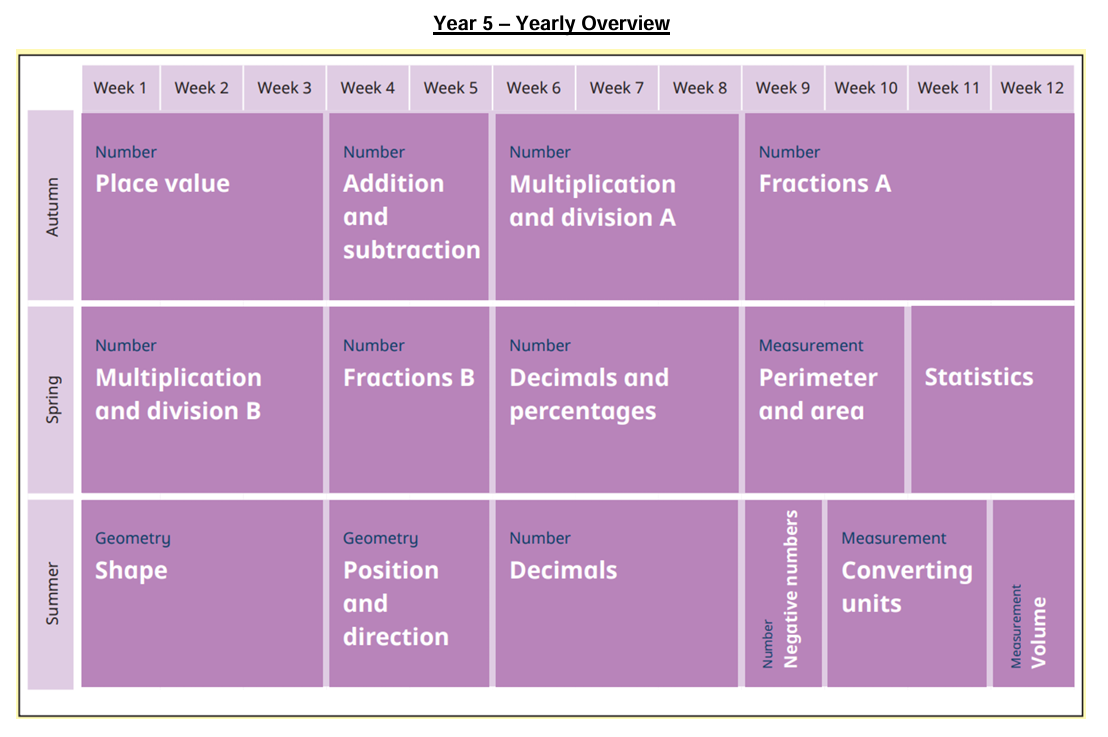 Year 5 – Yearly Overview
Week 1 Week 2 Week 3 Week 4 Week 5 Week 6 Week 7 Week 8 Week 9 Week 10 Week 11 Week 12
Autumn
Number
Place value
Number
Addition
and
subtraction
Number
Multiplication
and division A
Number
Fractions A
Spring
Number
Multiplication
and division B
Number
Fractions B
Number
Decimals and
percentages
Measurement
Perimeter
and area
Statistics
Summer
Geometry
Shape
Geometry
Position
and
direction
Number
Decimals
Number
Negative numbers
Measurement
Converting
units
Measurement
Volume